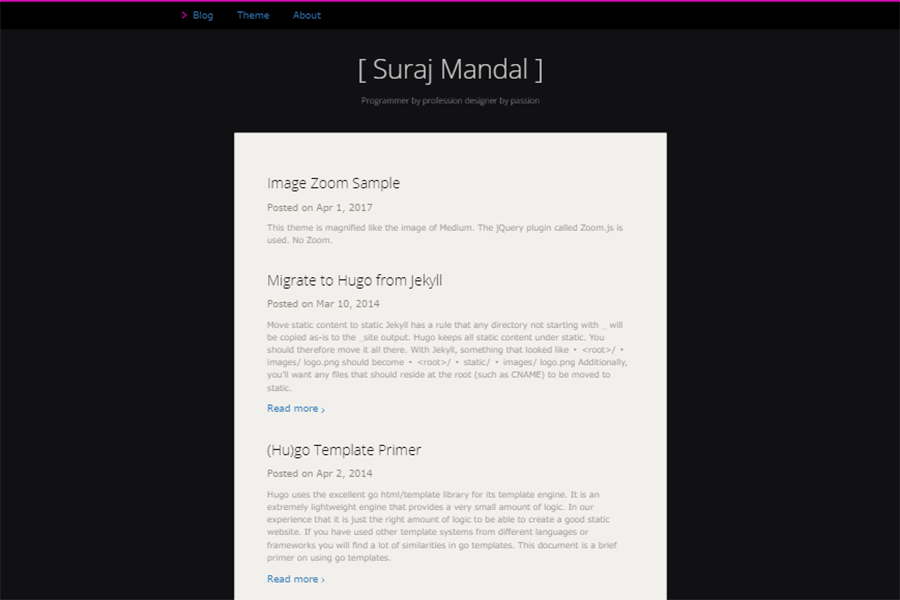 > Blog Theme About
[ Suraj Mandal ]
Programmer by profession designer by passion
Image Zoom Sample
Posted on Apr 1, 2017
This theme is magnified like the image of Medium. The jQuery plugin called Zoom.js is
used. No Zoom.
Migrate to Hugo from Jekyll
Posted on Mar 10, 2014
Move static content to static Jekyll has a rule that any directory not starting with _ will
be copied as-is to the _site output. Hugo keeps all static content under static. You
should therefore move it all there. With Jekyll, something that looked like • <root>/ •
images/ logo.png should become • <root>/ • static/ • images/ logo.png Additionally,
you'll want any files that should reside at the root (such as CNAME) to be moved to
static.
Read more ›
(Hu)go Template Primer
Posted on Apr 2, 2014
Hugo uses the excellent go html/template library for its template engine. It is an
extremely lightweight engine that provides a very small amount of logic. In our
experience that it is just the right amount of logic to be able to create a good static
website. If you have used other template systems from different languages or
frameworks you will find a lot of similarities in go templates. This document is a brief
primer on using go templates.
Read more ›